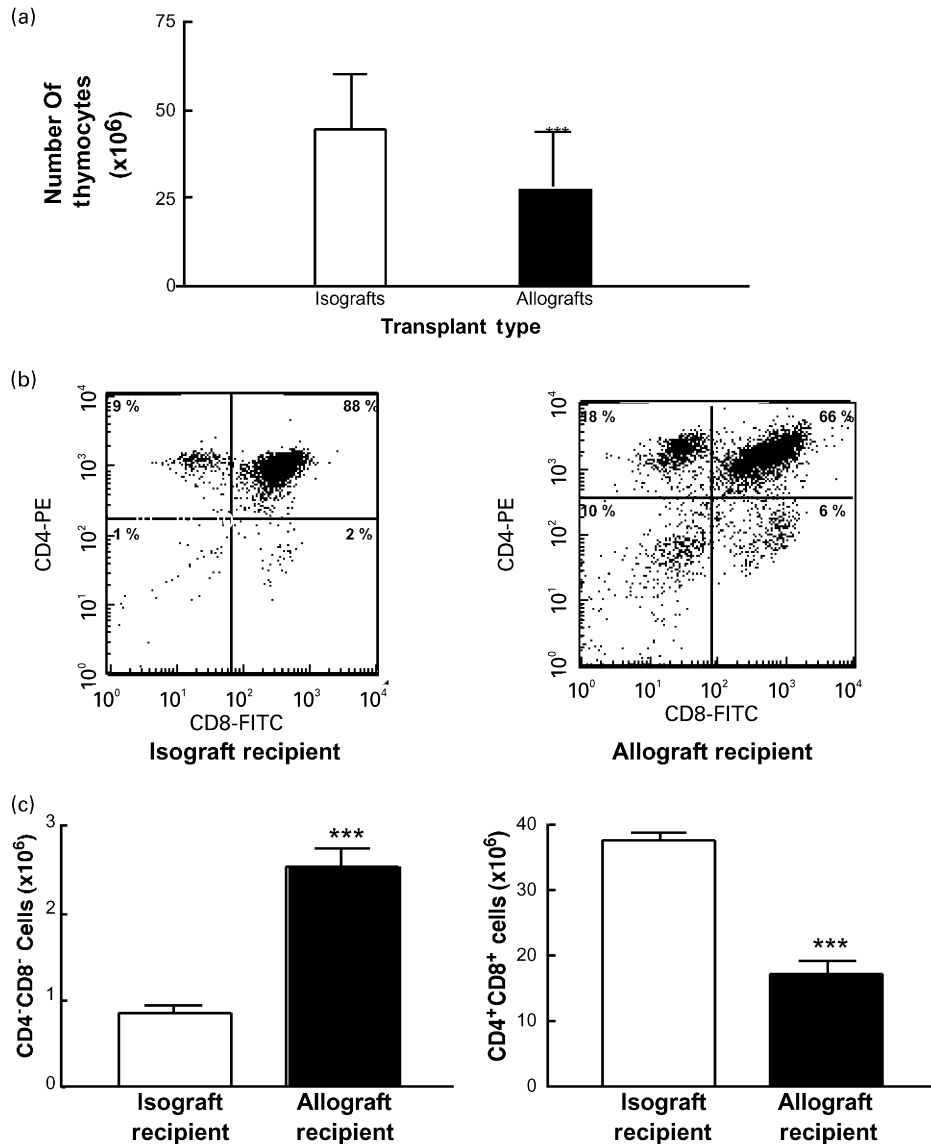 (a)
75
50
25
0
Number Of
thymocytes
(x10⁶)
***
Isografts
Allografts
Transplant type
(b)
10⁴
10³
10²
10¹
10⁰
CD4-PE
9 %
88 %
1 %
2 %
10⁰
10¹
10²
10³
10⁴
CD8-FITC
Isograft recipient
10⁴
10³
10²
10¹
10⁰
CD4-PE
18 %
66 %
10 %
6 %
10⁰
10¹
10²
10³
10⁴
CD8-FITC
Allograft recipient
(c)
3
2
1
0
CD4⁻CD8⁻ Cells (x10⁶)
***
Isograft
recipient
Allograft
recipient
40
30
20
10
0
CD4⁺CD8⁺ cells (x10⁶)
***
Isograft
recipient
Allograft
recipient